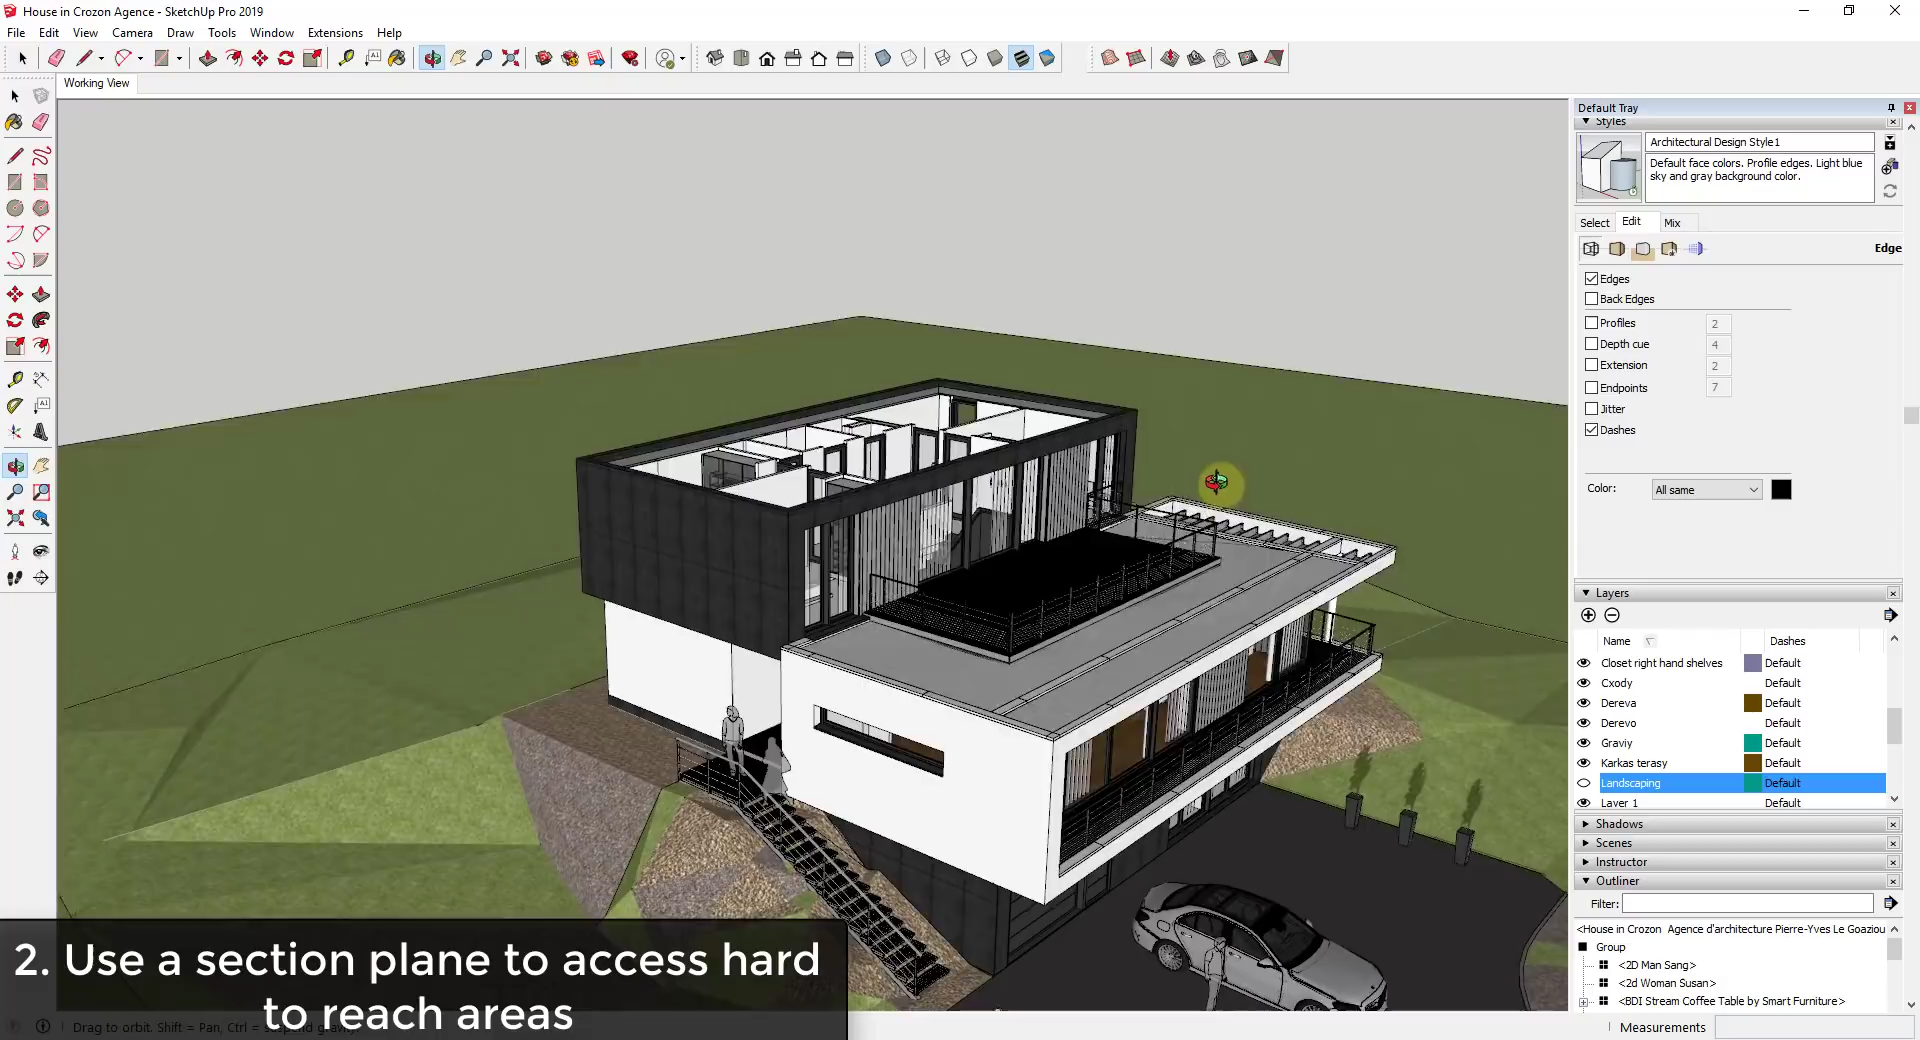 House in Crozon Agence - SketchUp Pro 2019
File Edit View Camera Draw Tools Window Extensions Help
Working View
Default Tray
Styles
Architectural Design Style1
Default face colors. Profile edges. Light blue
sky and gray background color.
Select Edit Mix
Edge
Edges
Back Edges
Profiles 2
Depth cue 4
Extension 2
Endpoints 7
Jitter
Dashes
Color: All same
Layers
Name Dashes
Closet right hand shelves Default
Cxody Default
Dereva Default
Derevo Default
Graviy Default
Karkas terasy Default
Landscaping Default
Layer 1 Default
Shadows
Scenes
Instructor
Outliner
Filter:
<House in Crozon Agence d'architecture Pierre-Yves Le Goaziou
Group
<2D Man Sang>
<2d Woman Susan>
<BDI Stream Coffee Table by Smart Furniture>
2. Use a section plane to access hard
to reach areas
Drag to orbit. Shift = Pan, Ctrl = suspend gravity.
Measurements